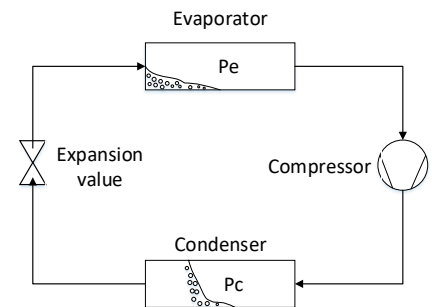 Evaporator
Pe
Expansion
value
Compressor
Condenser
Pc